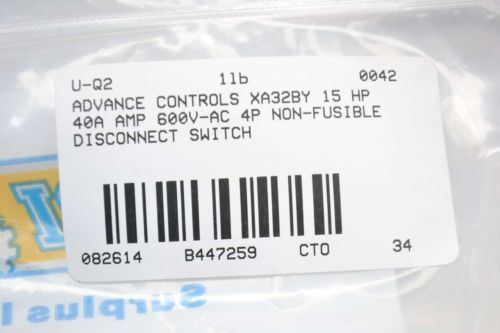 U-Q2 1lb 0042
ADVANCE CONTROLS XA32BY 15 HP
40A AMP 600V-AC 4P NON-FUSIBLE
DISCONNECT SWITCH
082614 B447259 CTO 34
Surplus